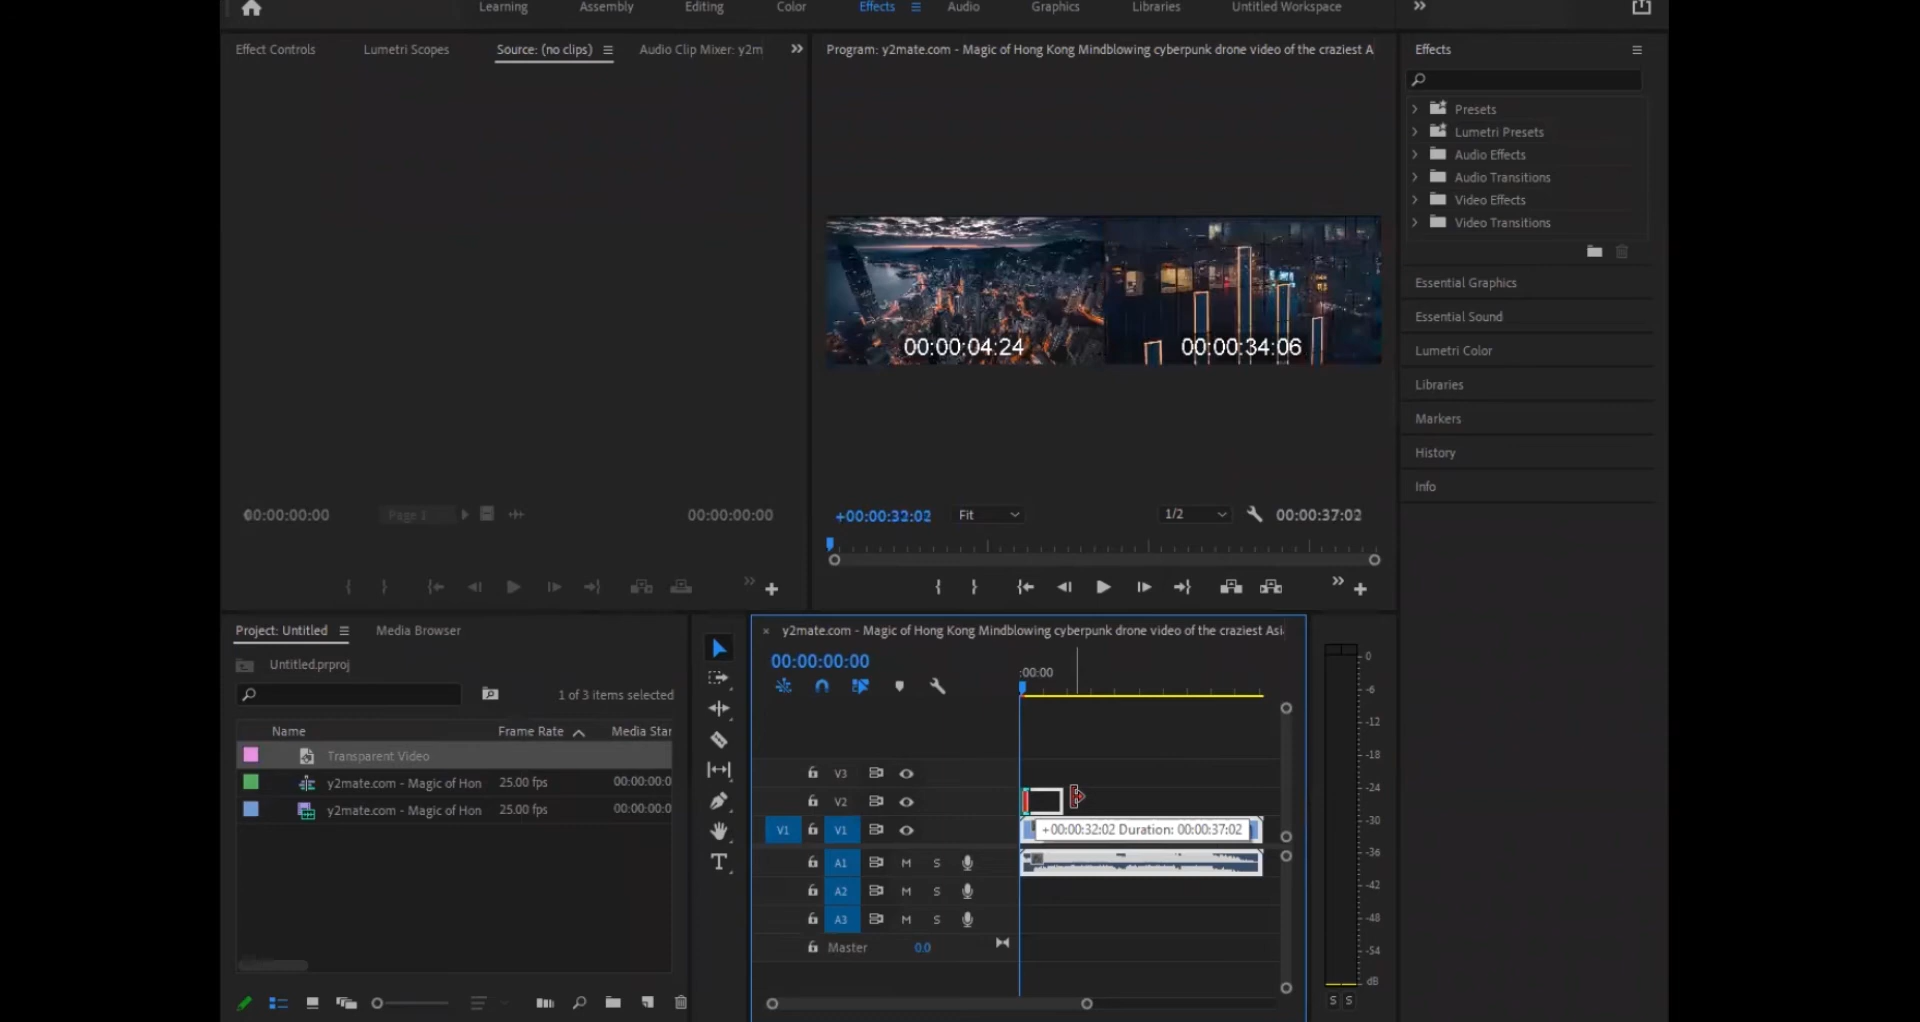 Learning Assembly Editing Color Effects Audio Graphics Libraries Untitled Workspace
Effect Controls Lumetri Scopes Source: (no clips) Audio Clip Mixer: y2m
Program: y2mate.com - Magic of Hong Kong Mindblowing cyberpunk drone video of the craziest A
Effects
Presets
Lumetri Presets
Audio Effects
Audio Transitions
Video Effects
Video Transitions
Essential Graphics
Essential Sound
Lumetri Color
Libraries
Markers
History
Info
00:00:04:24 00:00:34:06
00:00:00:00 Page 1 00:00:00:00
+00:00:32:02 Fit 1/2 00:00:37:02
Project: Untitled Media Browser
Untitled.prproj
1 of 3 items selected
Name Frame Rate Media Star
Transparent Video
y2mate.com - Magic of Hon 25.00 fps 00:00:00:0
y2mate.com - Magic of Hon 25.00 fps 00:00:00:0
y2mate.com - Magic of Hong Kong Mindblowing cyberpunk drone video of the craziest Asi
00:00:00:00
:00:00
V3
V2
V1 V1
+00:00:32:02 Duration: 00:00:37:02
A1 M S
A2 M S
A3 M S
Master 0.0
0
-6
-12
-18
-24
-30
-36
-42
-48
-54
dB
S S